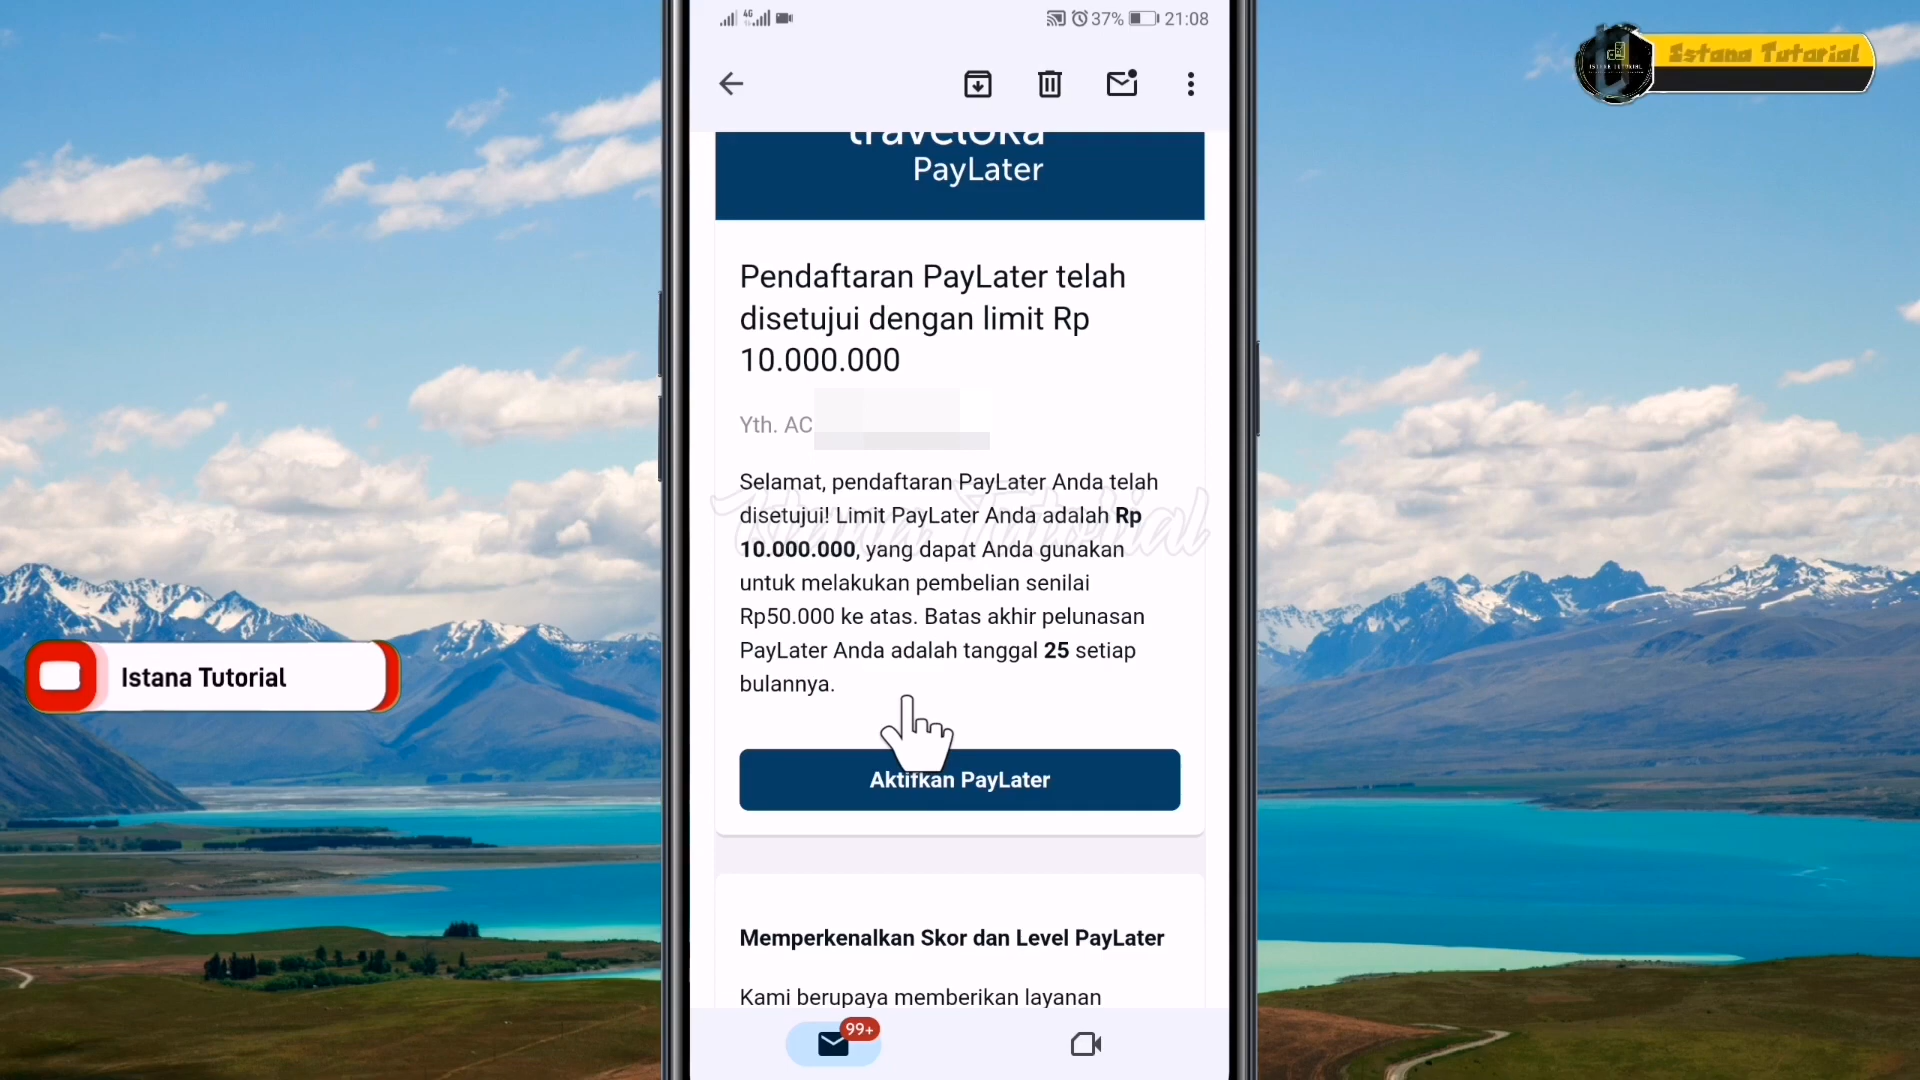 4G
37%
21:08
Istana Tutorial
traveloka
PayLater
Pendaftaran PayLater telah
disetujui dengan limit Rp
10.000.000
Yth. AC
Selamat, pendaftaran PayLater Anda telah
disetujui! Limit PayLater Anda adalah Rp
10.000.000, yang dapat Anda gunakan
untuk melakukan pembelian senilai
Rp50.000 ke atas. Batas akhir pelunasan
PayLater Anda adalah tanggal 25 setiap
bulannya.
Istana Tutorial
Aktifkan PayLater
Memperkenalkan Skor dan Level PayLater
Kami berupaya memberikan layanan
99+